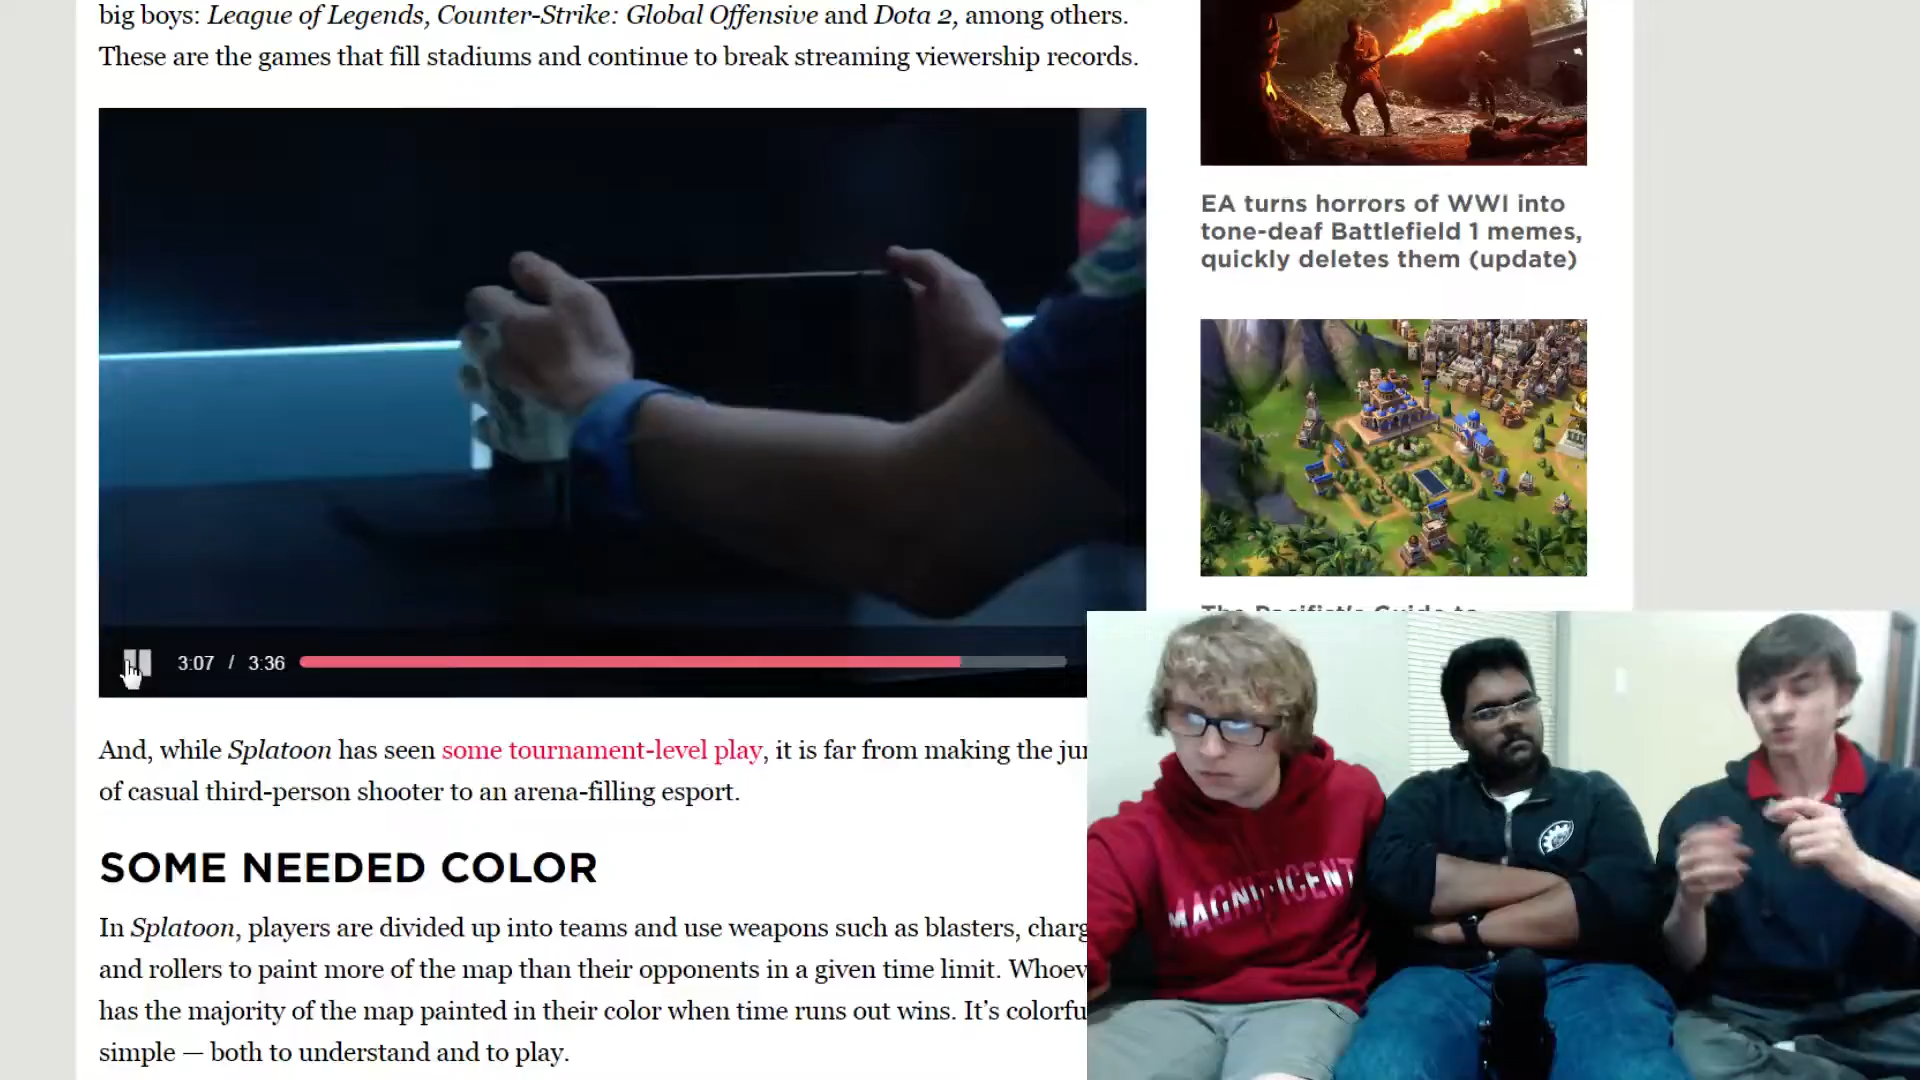 big boys: League of Legends, Counter-Strike: Global Offensive and Dota 2, among others.
These are the games that fill stadiums and continue to break streaming viewership records.
EA turns horrors of WWI into
tone-deaf Battlefield 1 memes,
quickly deletes them (update)
The Pacifist's Guide to
3:07 / 3:36
And, while Splatoon has seen some tournament-level play, it is far from making the
of casual third-person shooter to an arena-filling esport.
SOME NEEDED COLOR
In Splatoon, players are divided up into teams and use weapons such as blasters,
and rollers to paint more of the map than their opponents in a given time limit.
has the majority of the map painted in their color when time runs out wins. It's
simple — both to understand and to play.
MAGNIFICENT